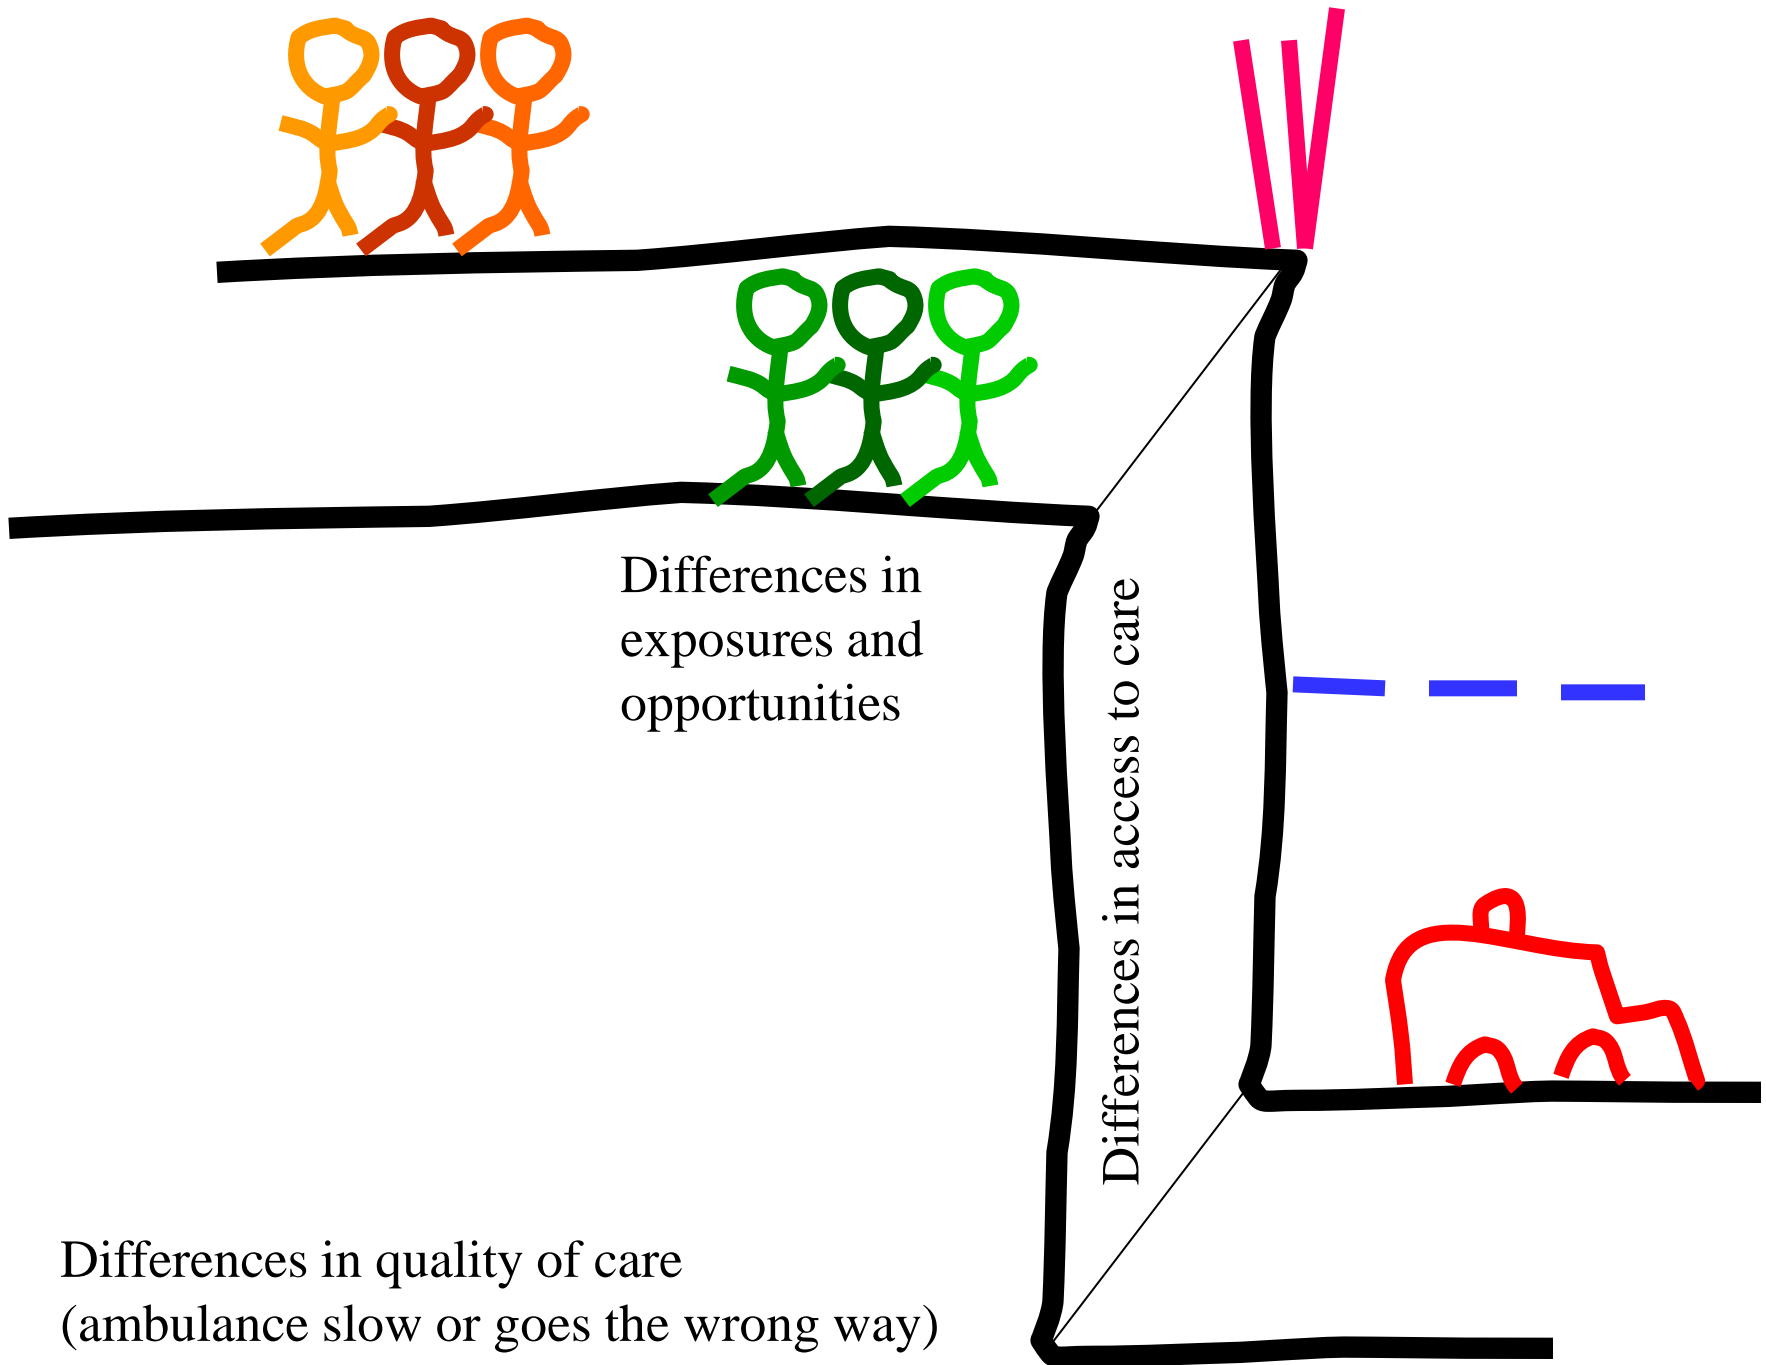 Differences in
exposures and
opportunities
Differences in access to care
Differences in quality of care
(ambulance slow or goes the wrong way)